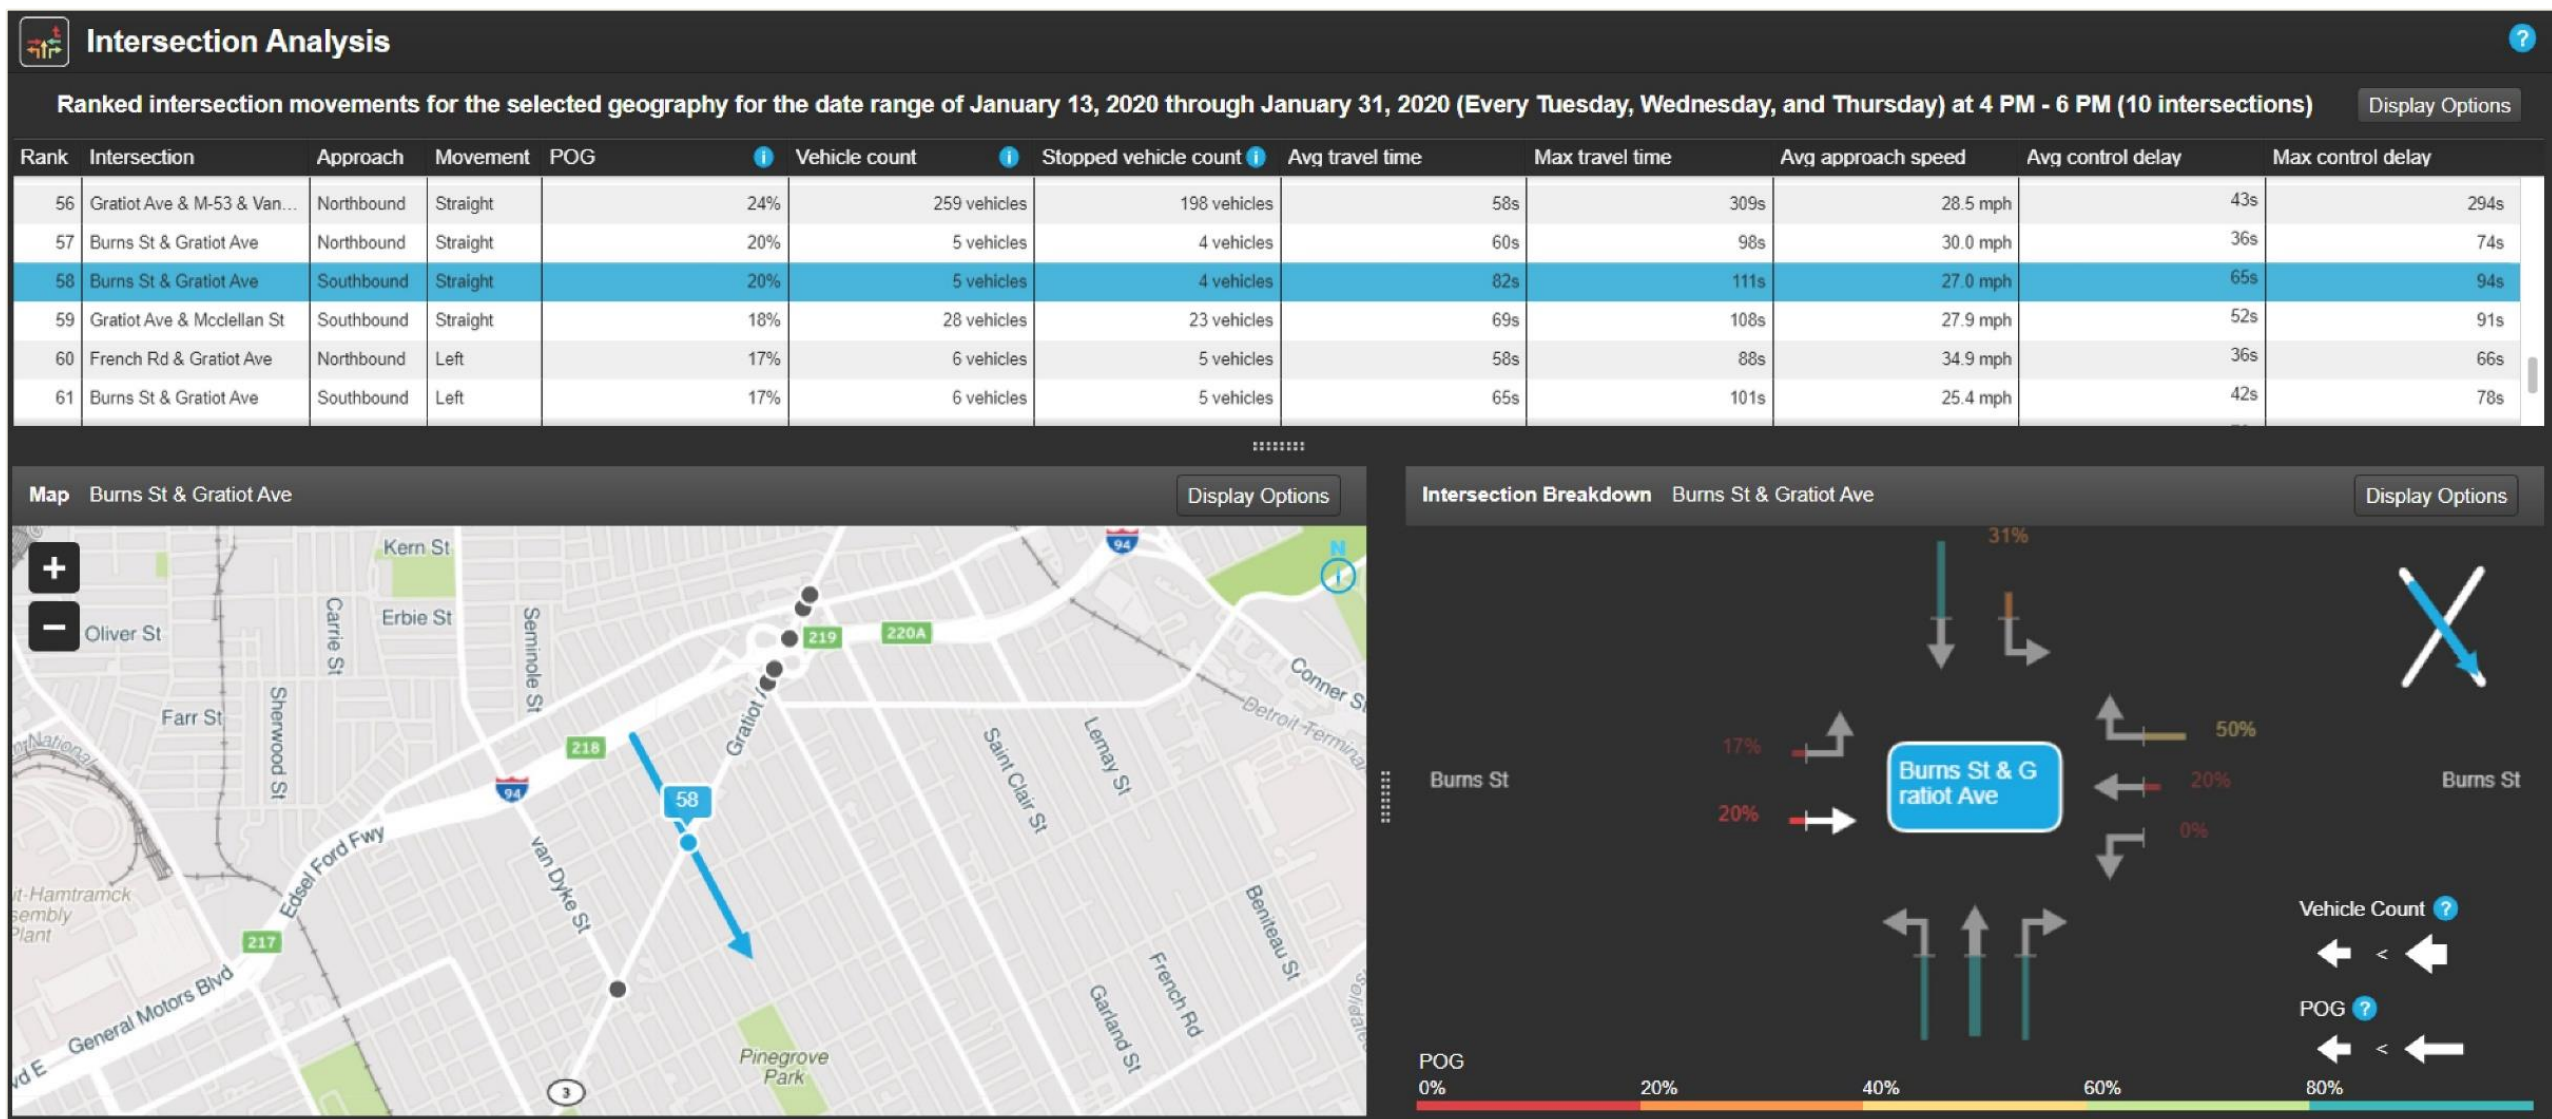 Intersection Analysis
?
Ranked intersection movements for the selected geography for the date range of January 13, 2020 through January 31, 2020 (Every Tuesday, Wednesday, and Thursday) at 4 PM - 6 PM (10 intersections)
Display Options
Rank Intersection Approach Movement POG i Vehicle count i Stopped vehicle count i Avg travel time Max travel time Avg approach speed Avg control delay Max control delay
56 Gratiot Ave & M-53 & Van... Northbound Straight 24% 259 vehicles 198 vehicles 58s 309s 28.5 mph 43s 294s
57 Burns St & Gratiot Ave Northbound Straight 20% 5 vehicles 4 vehicles 60s 98s 30.0 mph 36s 74s
58 Burns St & Gratiot Ave Southbound Straight 20% 5 vehicles 4 vehicles 82s 111s 27.0 mph 65s 94s
59 Gratiot Ave & Mcclellan St Southbound Straight 18% 28 vehicles 23 vehicles 69s 108s 27.9 mph 52s 91s
60 French Rd & Gratiot Ave Northbound Left 17% 6 vehicles 5 vehicles 58s 88s 34.9 mph 36s 66s
61 Burns St & Gratiot Ave Southbound Left 17% 6 vehicles 5 vehicles 65s 101s 25.4 mph 42s 78s
Map Burns St & Gratiot Ave
Display Options
+
−
Kern St
Erbie St
Oliver St
Carrie St
Seminole St
Farr St
Sherwood St
National
94
N
i
219
220A
Conner S
Detroit-Terminal
Gratiot
218
Saint Clair St
Lemay St
94
58
van Dyke St
Edsel Ford Fwy
it-Hamtramck
sembly
Plant
217
Beniteau St
French Rd
Garland St
General Motors Blvd
vd E
Pinegrove
Park
3
Intersection Breakdown Burns St & Gratiot Ave
Display Options
31%
17%
50%
Burns St
Burns St & G
ratiot Ave
20%
Burns St
20%
0%
Vehicle Count ?
<
POG ?
<
POG
0% 20% 40% 60% 80%